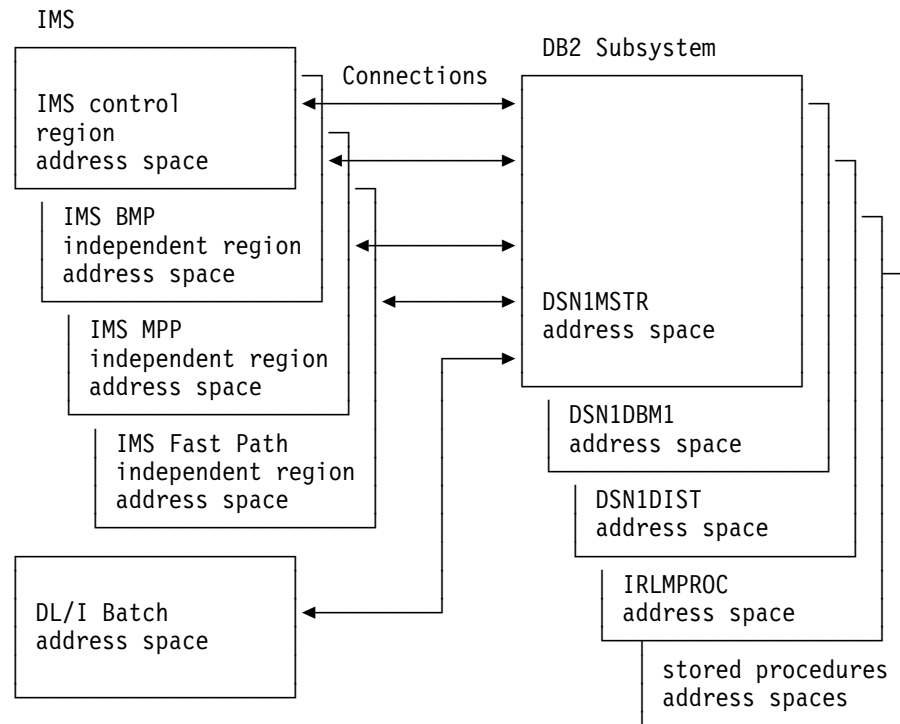 IMS
IMS control
region
address space
IMS BMP
independent region
address space
IMS MPP
independent region
address space
IMS Fast Path
independent region
address space
DL/I Batch
address space
Connections
DB2 Subsystem
DSN1MSTR
address space
DSN1DBM1
address space
DSN1DIST
address space
IRLMPROC
address space
stored procedures
address spaces